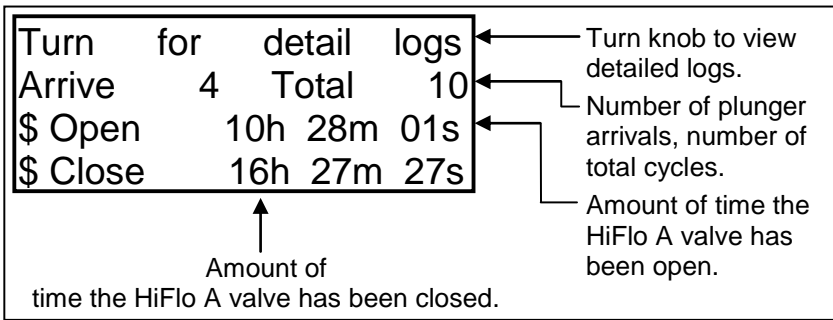 Turn for detail logs
Arrive 4 Total 10
$ Open 10h 28m 01s
$ Close 16h 27m 27s
Turn knob to view
detailed logs.
Number of plunger
arrivals, number of
total cycles.
Amount of time the
HiFlo A valve has
been open.
Amount of
time the HiFlo A valve has been closed.